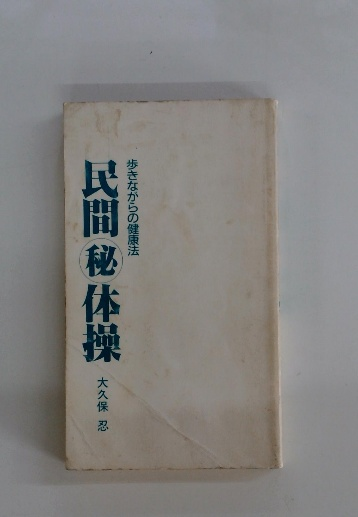 歩きながらの健康法
民間㊙体操
大久保 忍